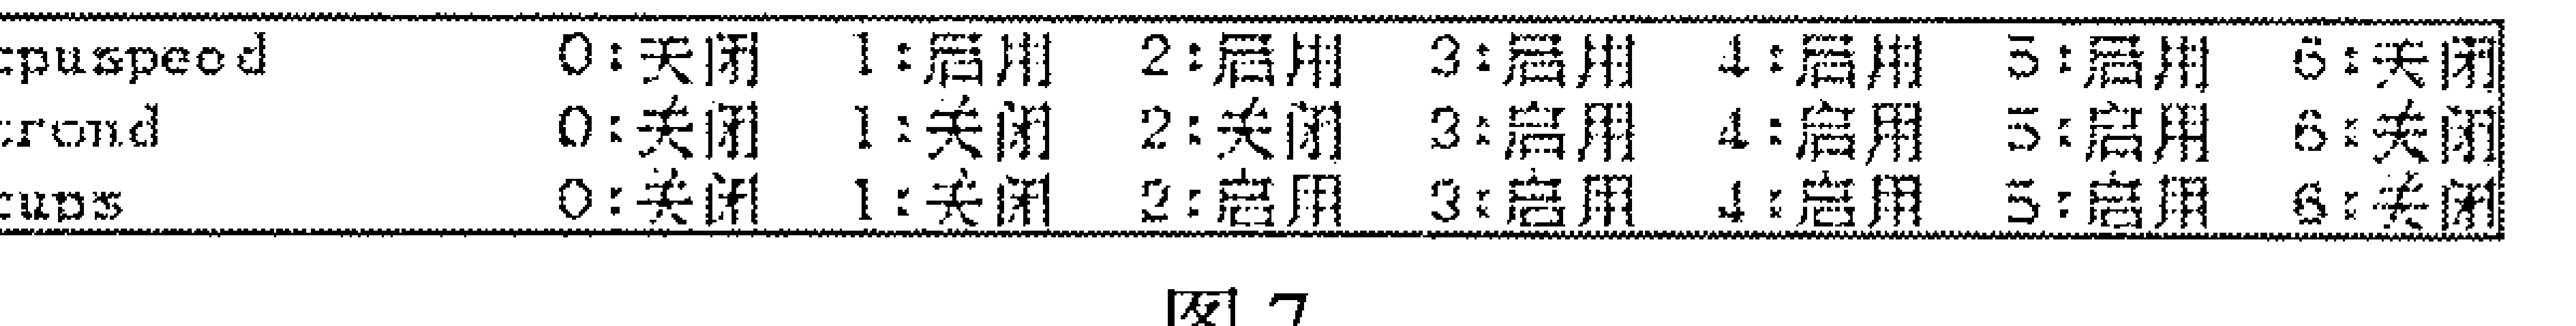 cpuspeed 0:关闭 1:启用 2:启用 3:启用 4:启用 5:启用 6:关闭
crond 0:关闭 1:关闭 2:关闭 3:启用 4:启用 5:启用 6:关闭
cups 0:关闭 1:关闭 2:启用 3:启用 4:启用 5:启用 6:关闭
图 7